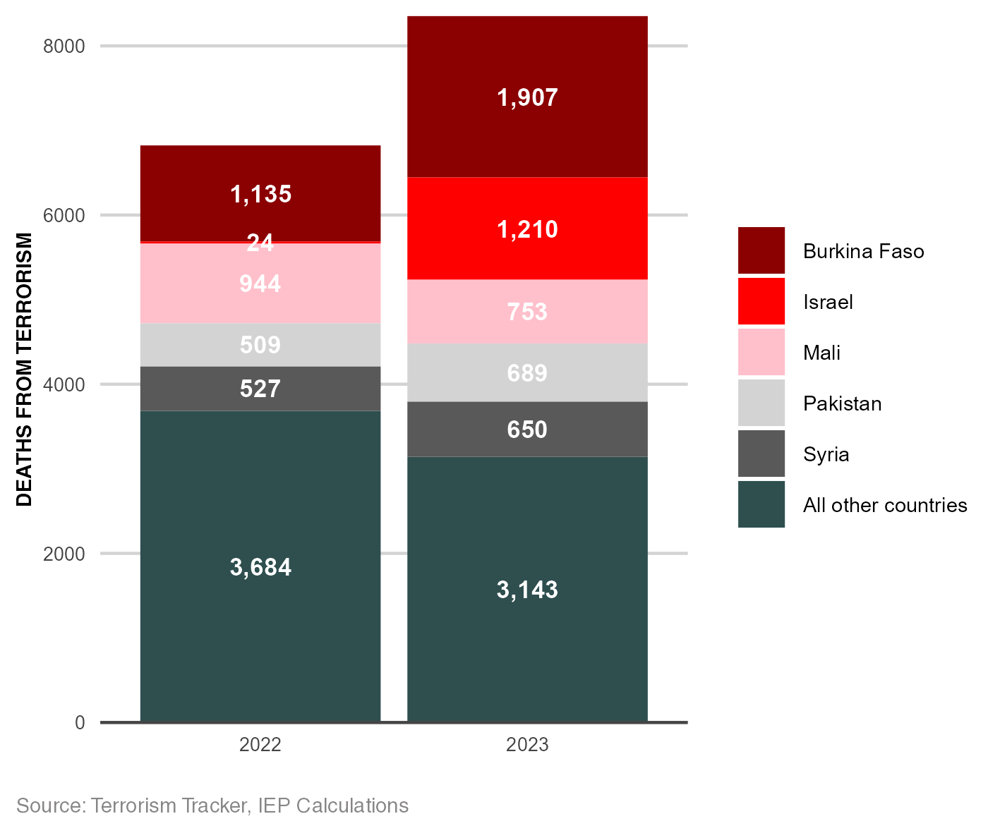 DEATHS FROM TERRORISM
8000
6000
4000
2000
0
1,135
24
944
509
527
3,684
1,907
1,210
753
689
650
3,143
2022
2023
Burkina Faso
Israel
Mali
Pakistan
Syria
All other countries
Source: Terrorism Tracker, IEP Calculations